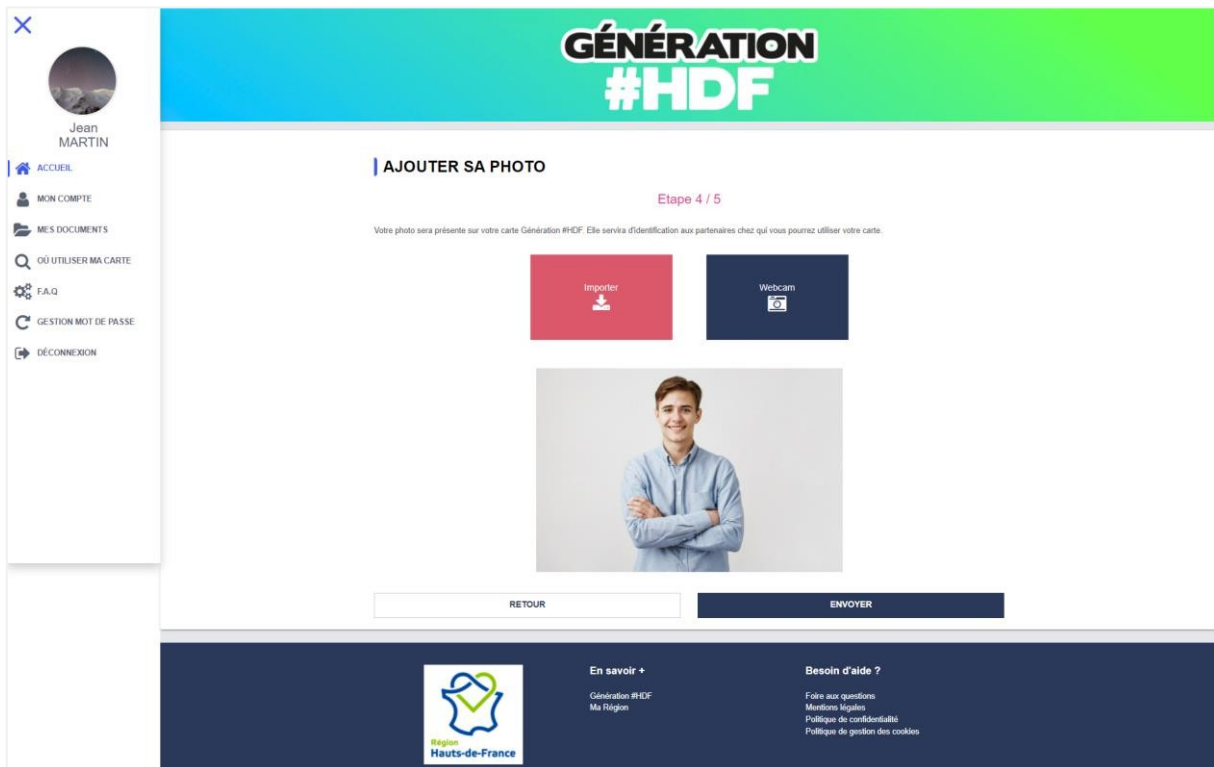 GÉNÉRATION
#HDF
Jean
MARTIN
ACCUEIL
MON COMPTE
MES DOCUMENTS
OÙ UTILISER MA CARTE
F.A.Q
GESTION MOT DE PASSE
DÉCONNEXION
AJOUTER SA PHOTO
Etape 4 / 5
Votre photo sera présente sur votre carte Génération #HDF. Elle servira d'identification aux partenaires chez qui vous pourrez utiliser votre carte.
Importer
Webcam
RETOUR
ENVOYER
Région
Hauts-de-France
En savoir +
Génération #HDF
Ma Région
Besoin d'aide ?
Foire aux questions
Mentions légales
Politique de confidentialité
Politique de gestion des cookies